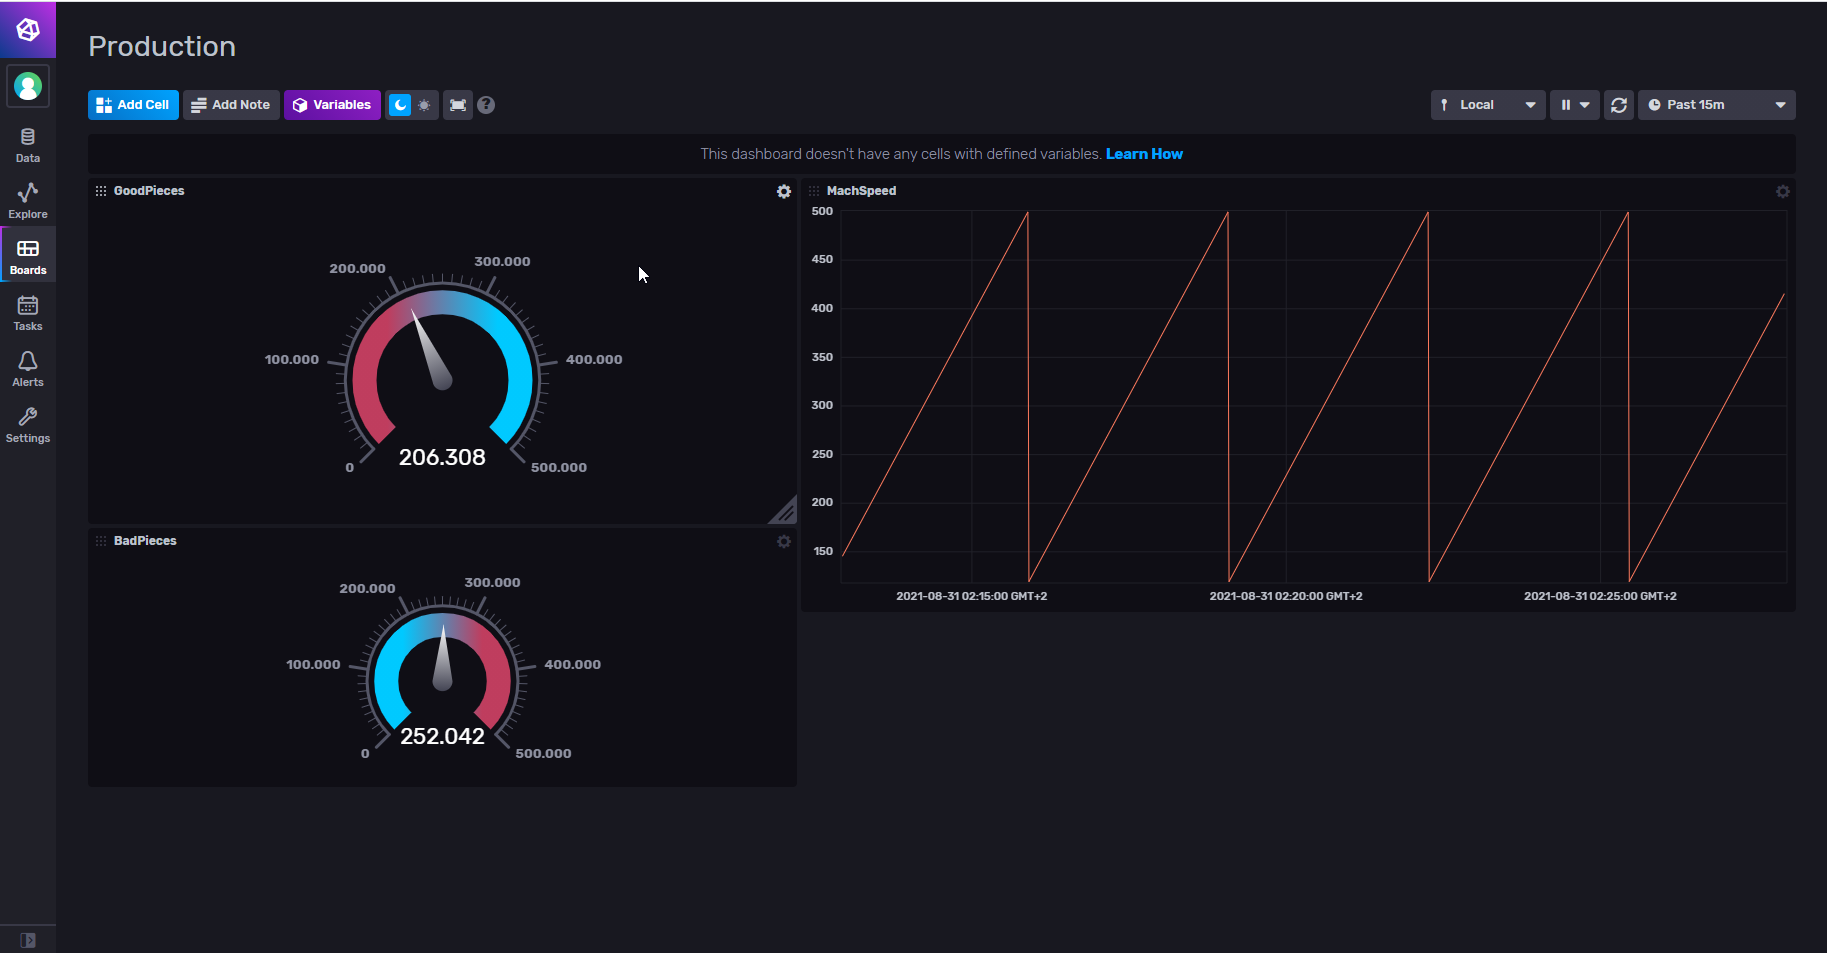 Production
Add Cell
Add Note
Variables
?
Local
Past 15m
This dashboard doesn't have any cells with defined variables. Learn How
Data
Explore
Boards
Tasks
Alerts
Settings
GoodPieces
0
100.000
200.000
300.000
400.000
500.000
206.308
BadPieces
0
100.000
200.000
300.000
400.000
500.000
252.042
MachSpeed
500
450
400
350
300
250
200
150
2021-08-31 02:15:00 GMT+2
2021-08-31 02:20:00 GMT+2
2021-08-31 02:25:00 GMT+2